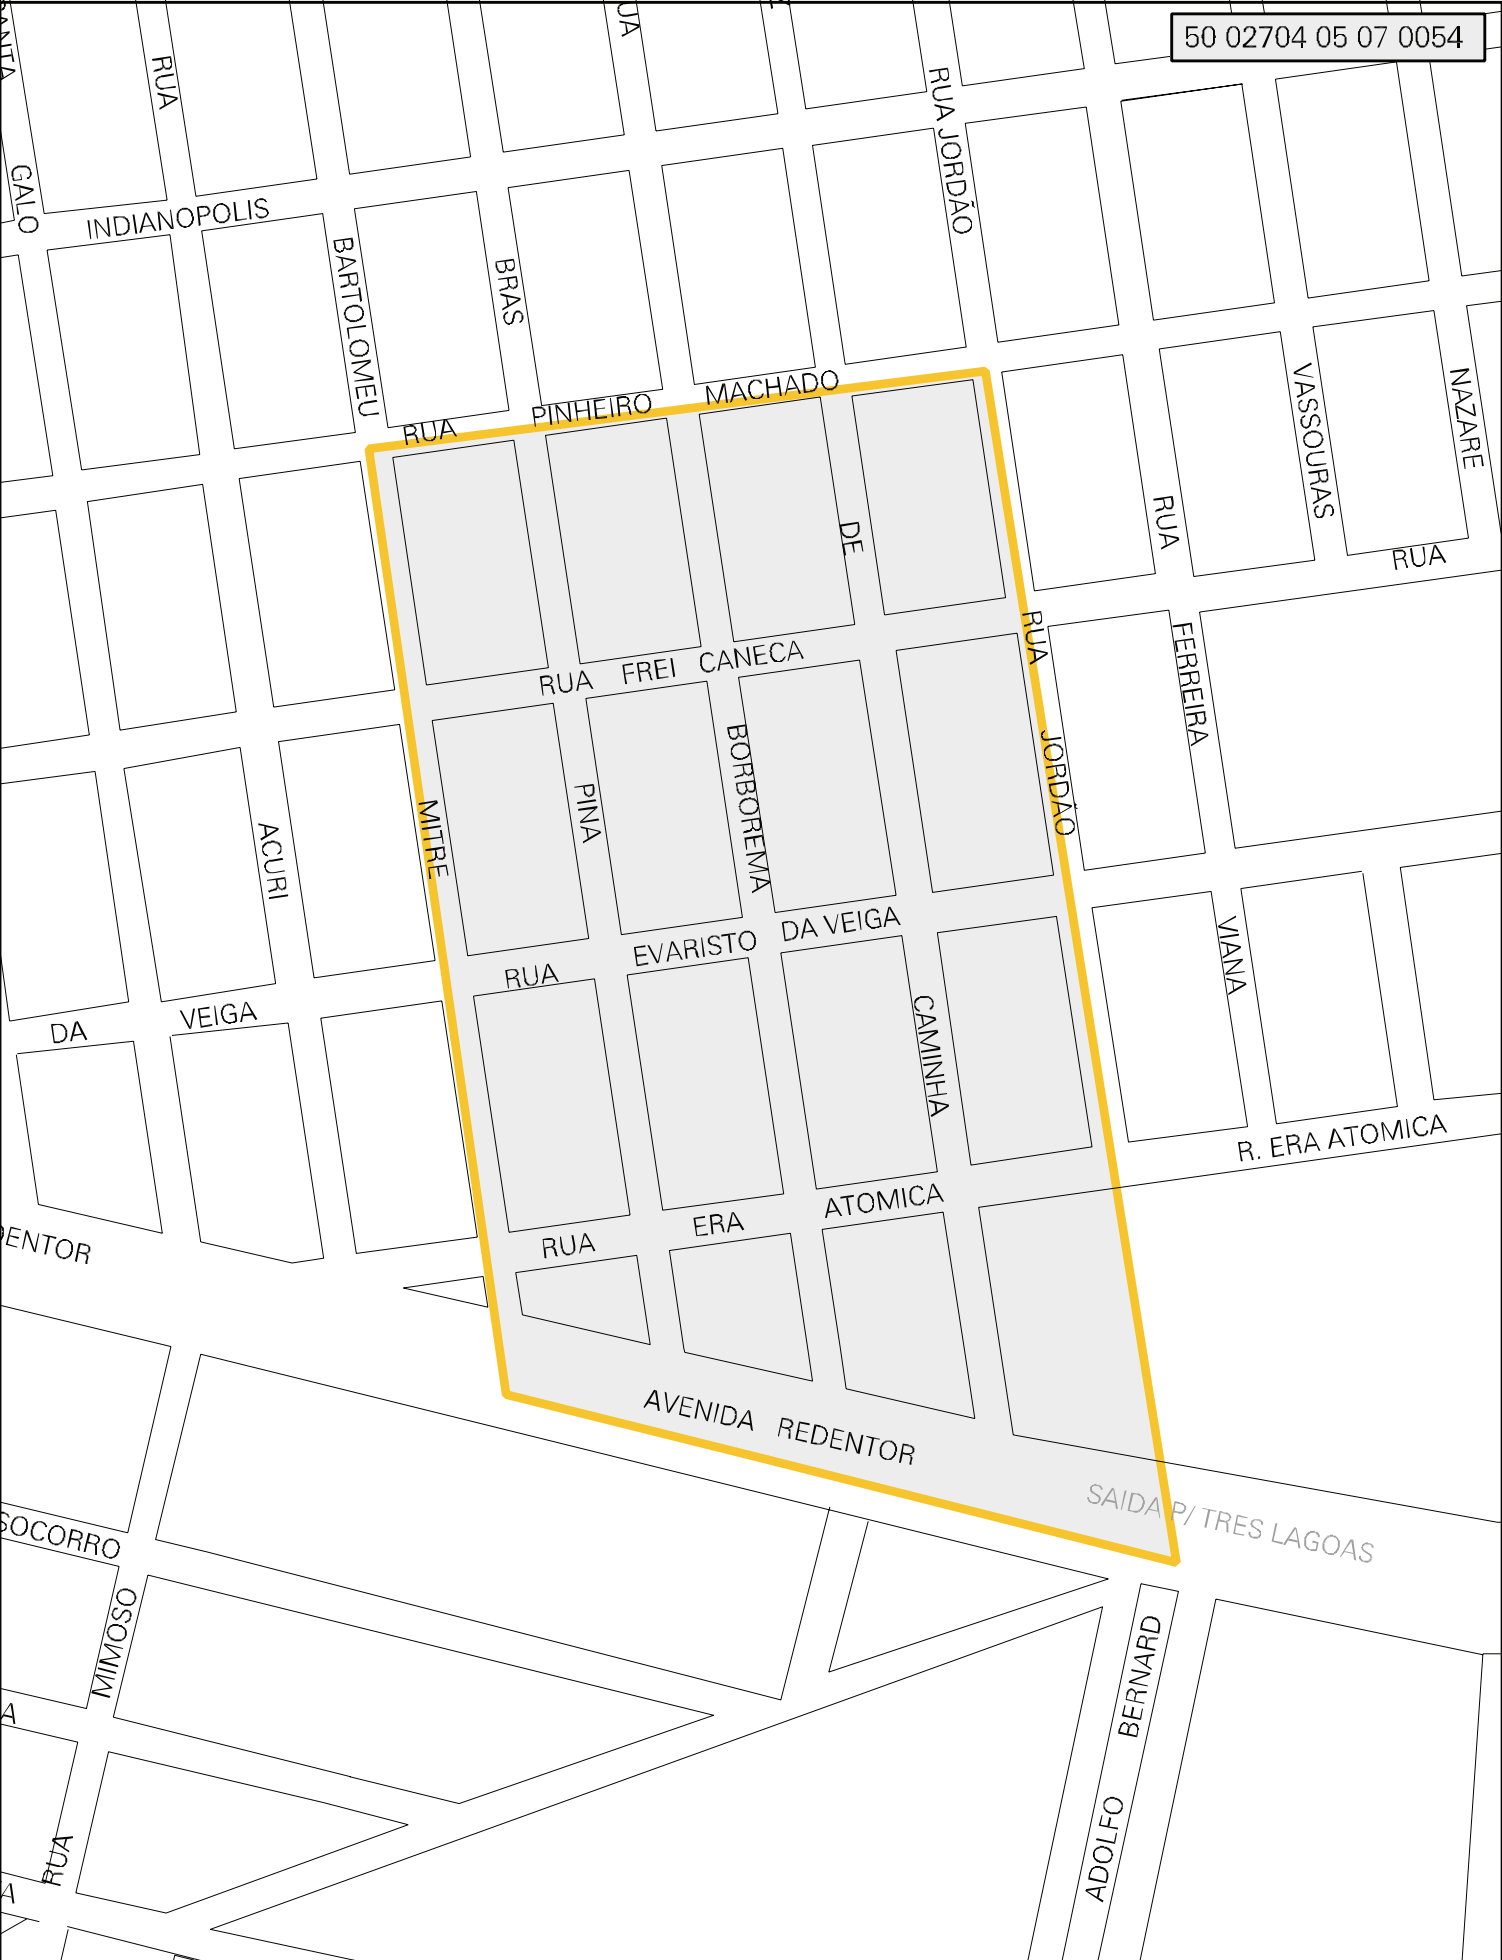 50 02704 05 07 0054
RUA
RUA JORDÃO
GALO
INDIANOPOLIS
BARTOLOMEU
BRAS
RUA PINHEIRO MACHADO
VASSOURAS
NAZARE
DE
RUA
RUA
RUA FREI CANECA
RUA JORDÃO
FERREIRA
PINA
BORBOREMA
MITRE
ACURI
RUA EVARISTO DA VEIGA
VIANA
DA VEIGA
CAMINHA
R. ERA ATOMICA
RUA ERA ATOMICA
DENTOR
AVENIDA REDENTOR
SAIDA P/ TRES LAGOAS
SOCORRO
RUA MIMOSO
ADOLFO BERNARD
A
A